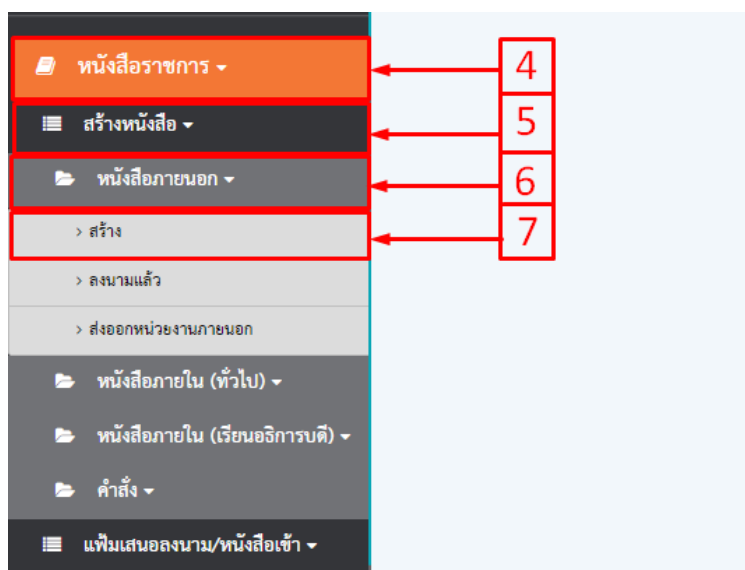 หนังสือราชการ 4
สร้างหนังสือ 5
หนังสือภายนอก 6
> สร้าง 7
> ลงนามแล้ว
> ส่งออกหน่วยงานภายนอก
หนังสือภายใน (ทั่วไป)
หนังสือภายใน (เรียนอธิการบดี)
คำสั่ง
แฟ้มเสนอลงนาม/หนังสือเข้า